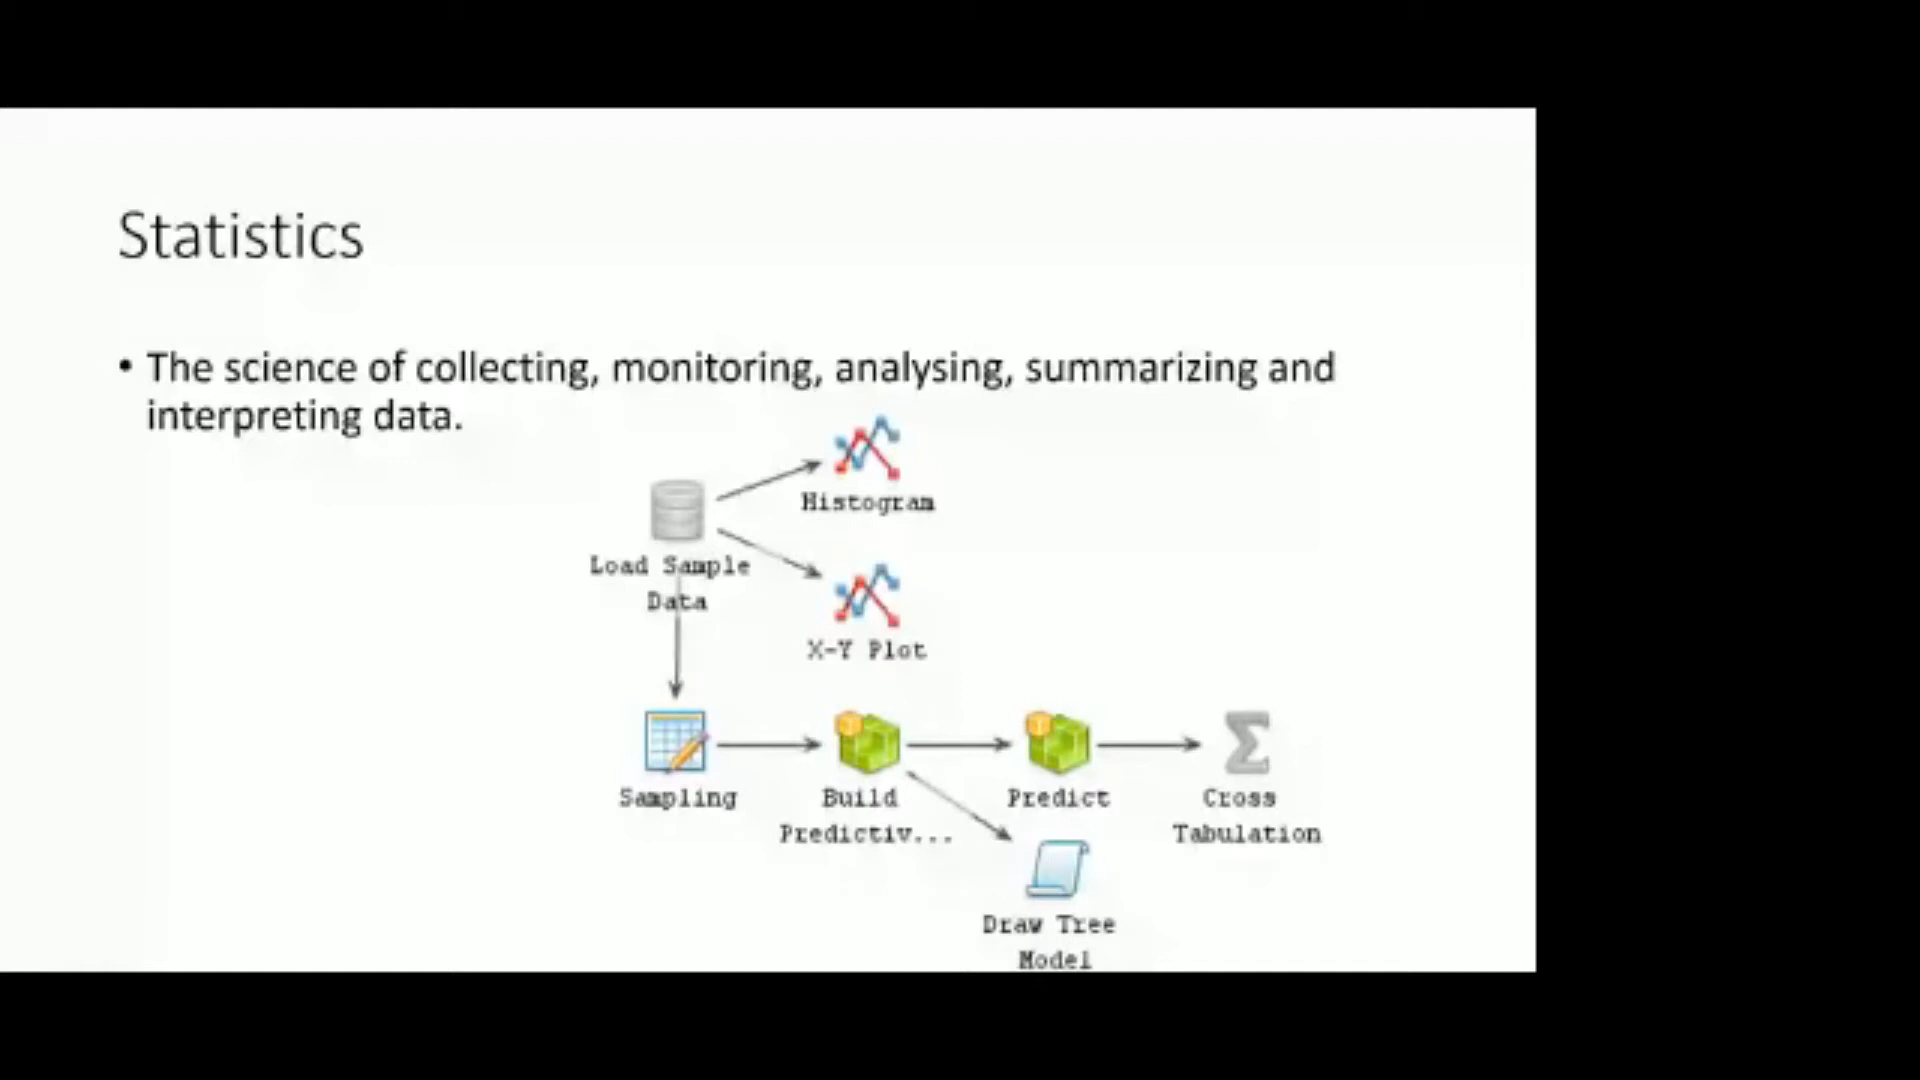 Statistics
• The science of collecting, monitoring, analysing, summarizing and
interpreting data.
Histogram
Load Sample
Data
X-Y Plot
Sampling
Build
Predictiv...
Predict
Cross
Tabulation
Draw Tree
Model